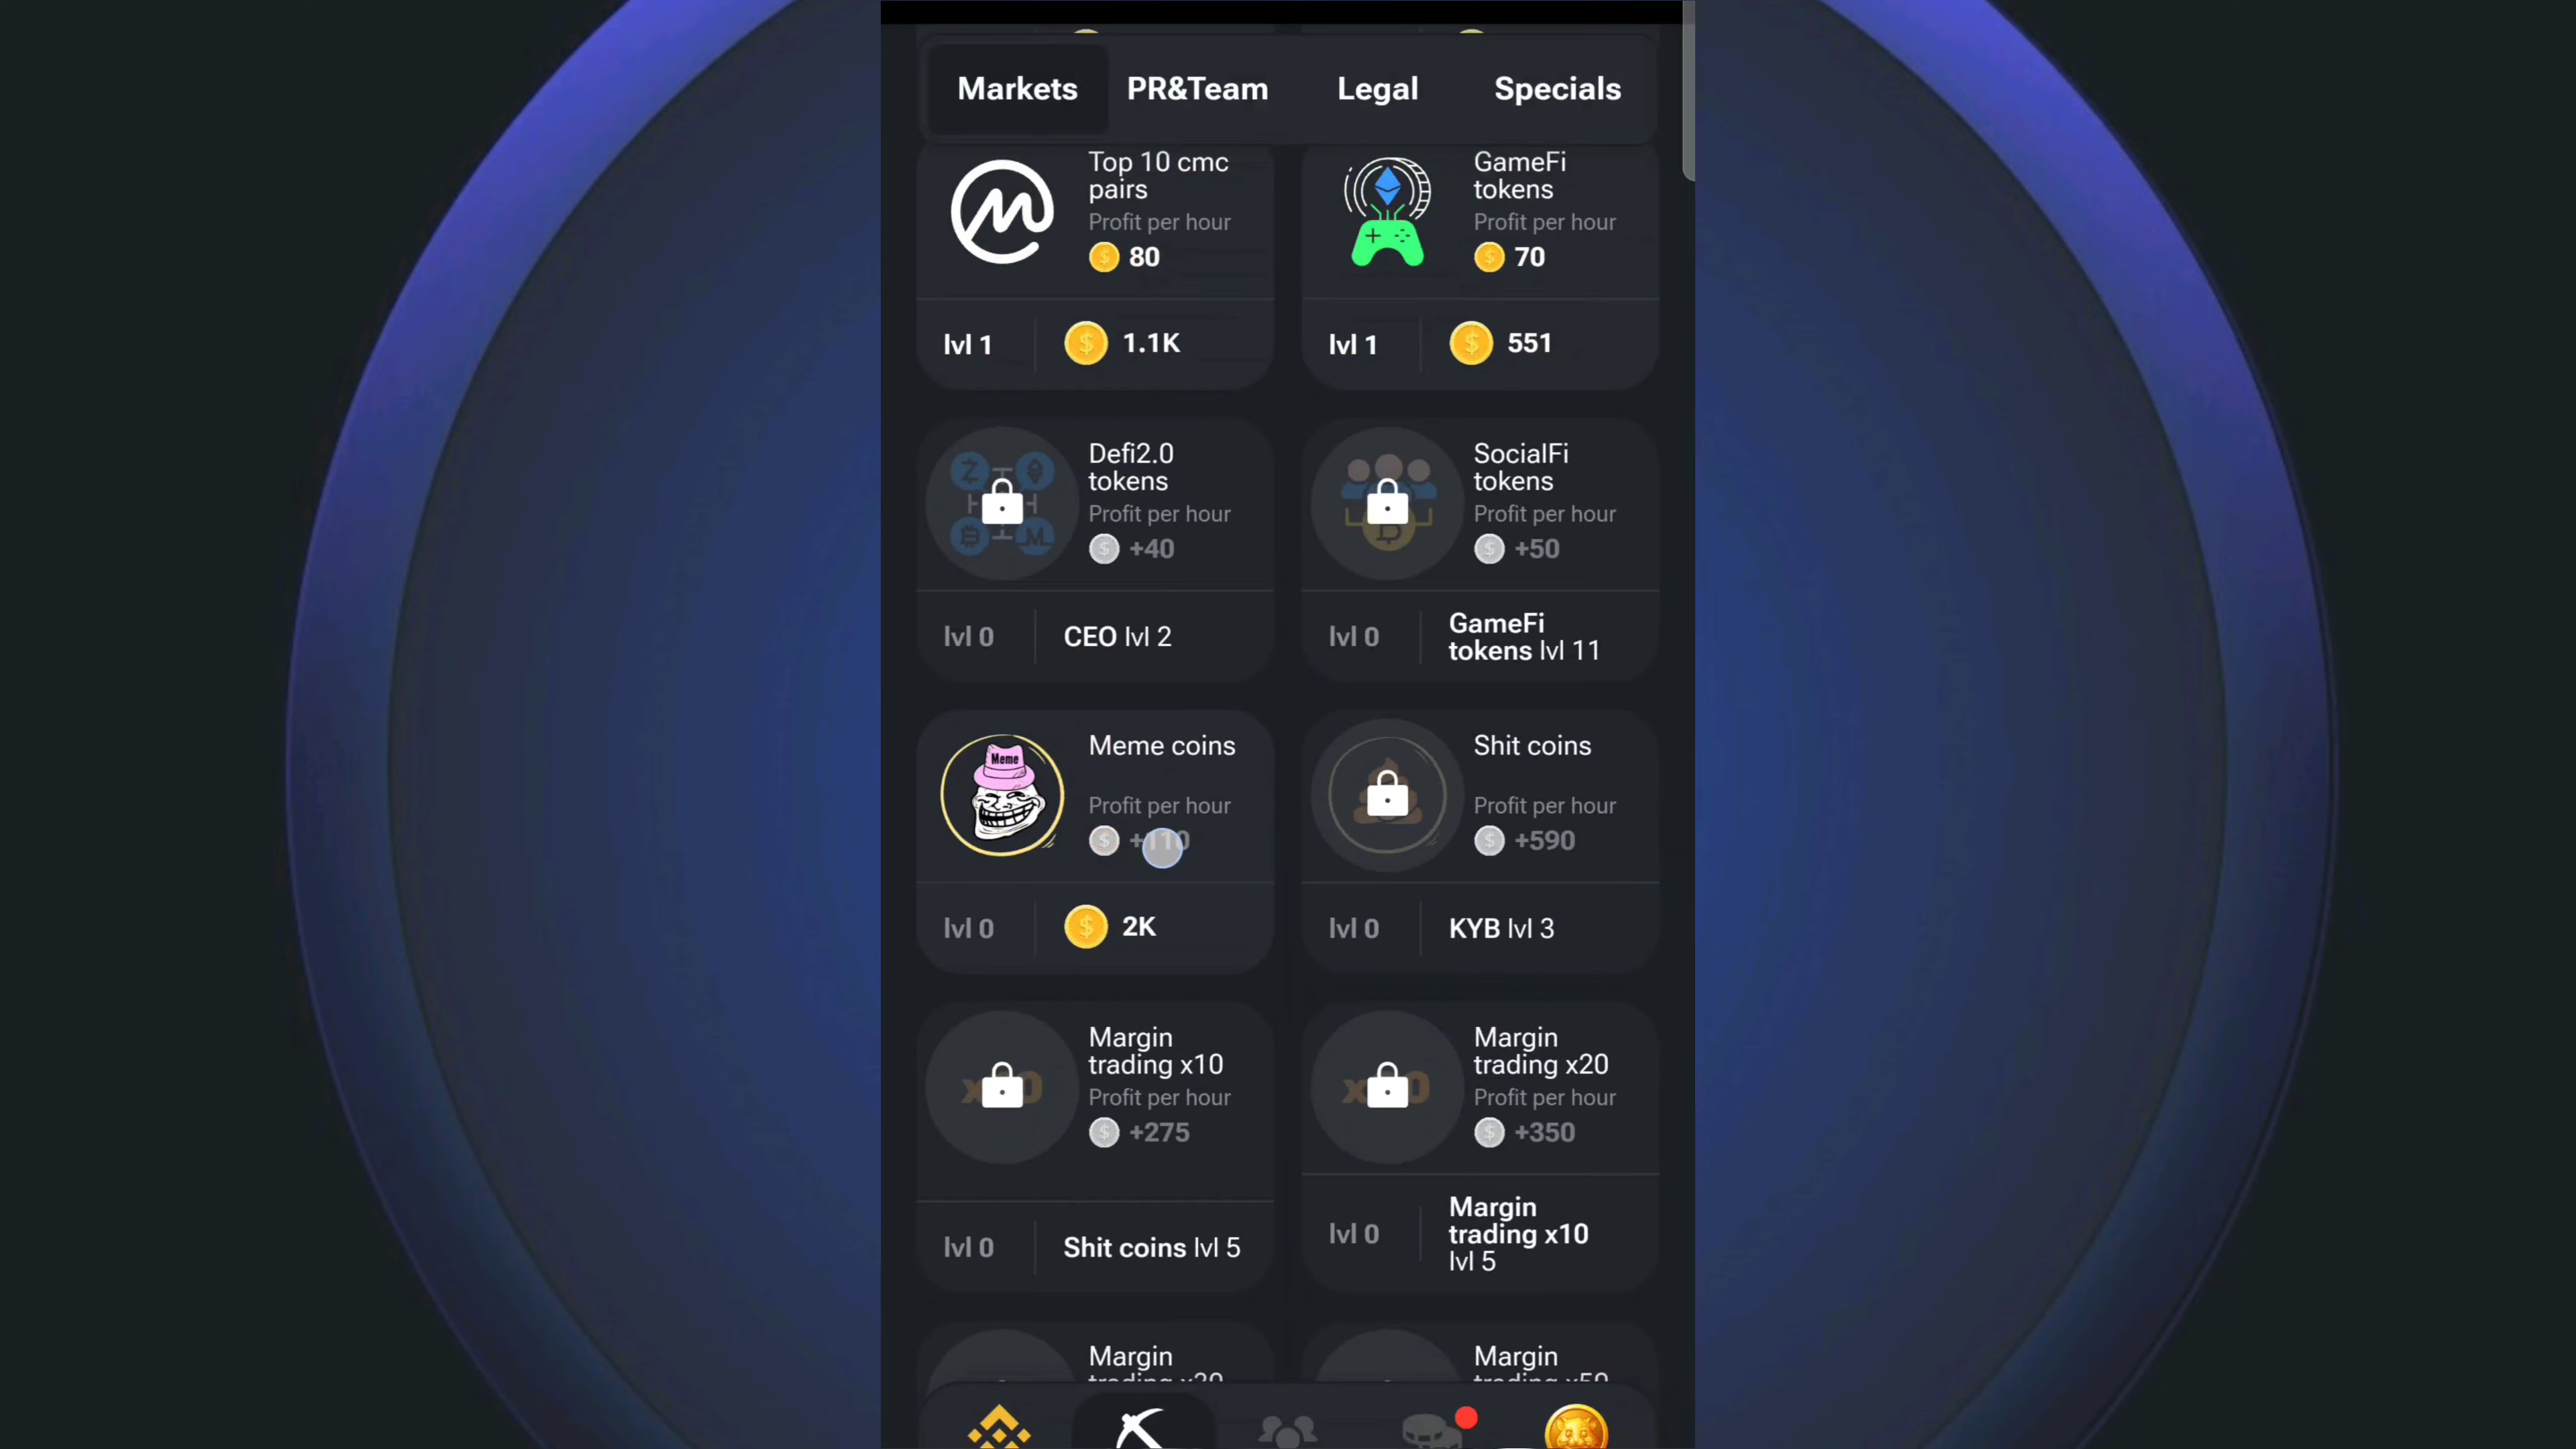 Markets PR&Team Legal Specials
Top 10 cmc
pairs
Profit per hour
80
lvl 1 1.1K
GameFi
tokens
Profit per hour
70
lvl 1 551
Defi2.0
tokens
Profit per hour
+40
lvl 0 CEO lvl 2
SocialFi
tokens
Profit per hour
+50
lvl 0
GameFi
tokens lvl 11
Meme
Meme coins
Profit per hour
+110
lvl 0 2K
Shit coins
Profit per hour
+590
lvl 0 KYB lvl 3
Margin
trading x10
Profit per hour
+275
lvl 0 Shit coins lvl 5
Margin
trading x20
Profit per hour
+350
lvl 0
Margin
trading x10
lvl 5
Margin
Margin